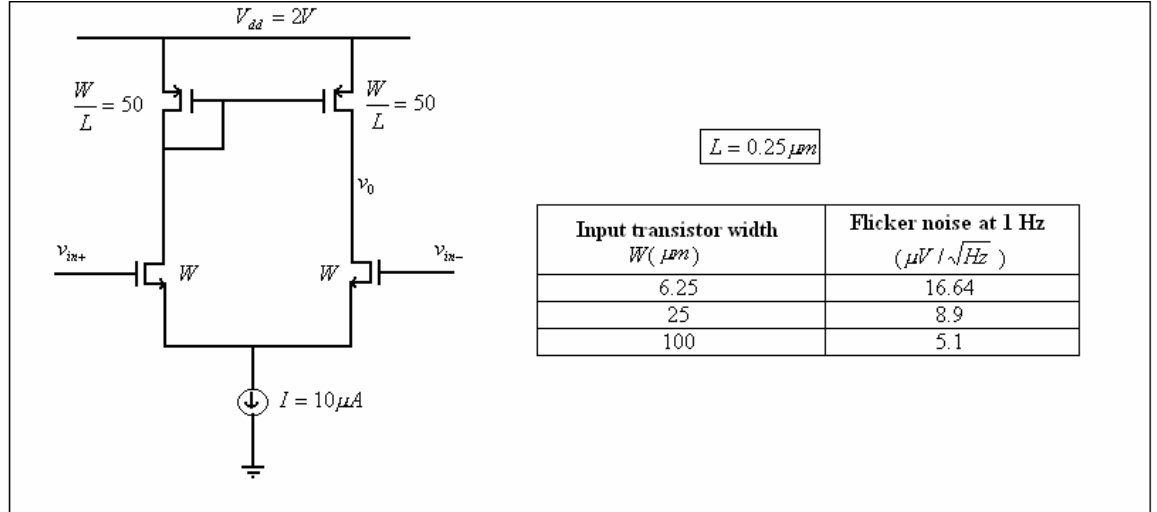 V_dd = 2V
W/L = 50
W/L = 50
L = 0.25 μm
v_0
Input transistor width W( μm)
Flicker noise at 1 Hz (μV / √Hz )
6.25 16.64
25 8.9
100 5.1
v_in+
W
W
v_in−
I = 10μA